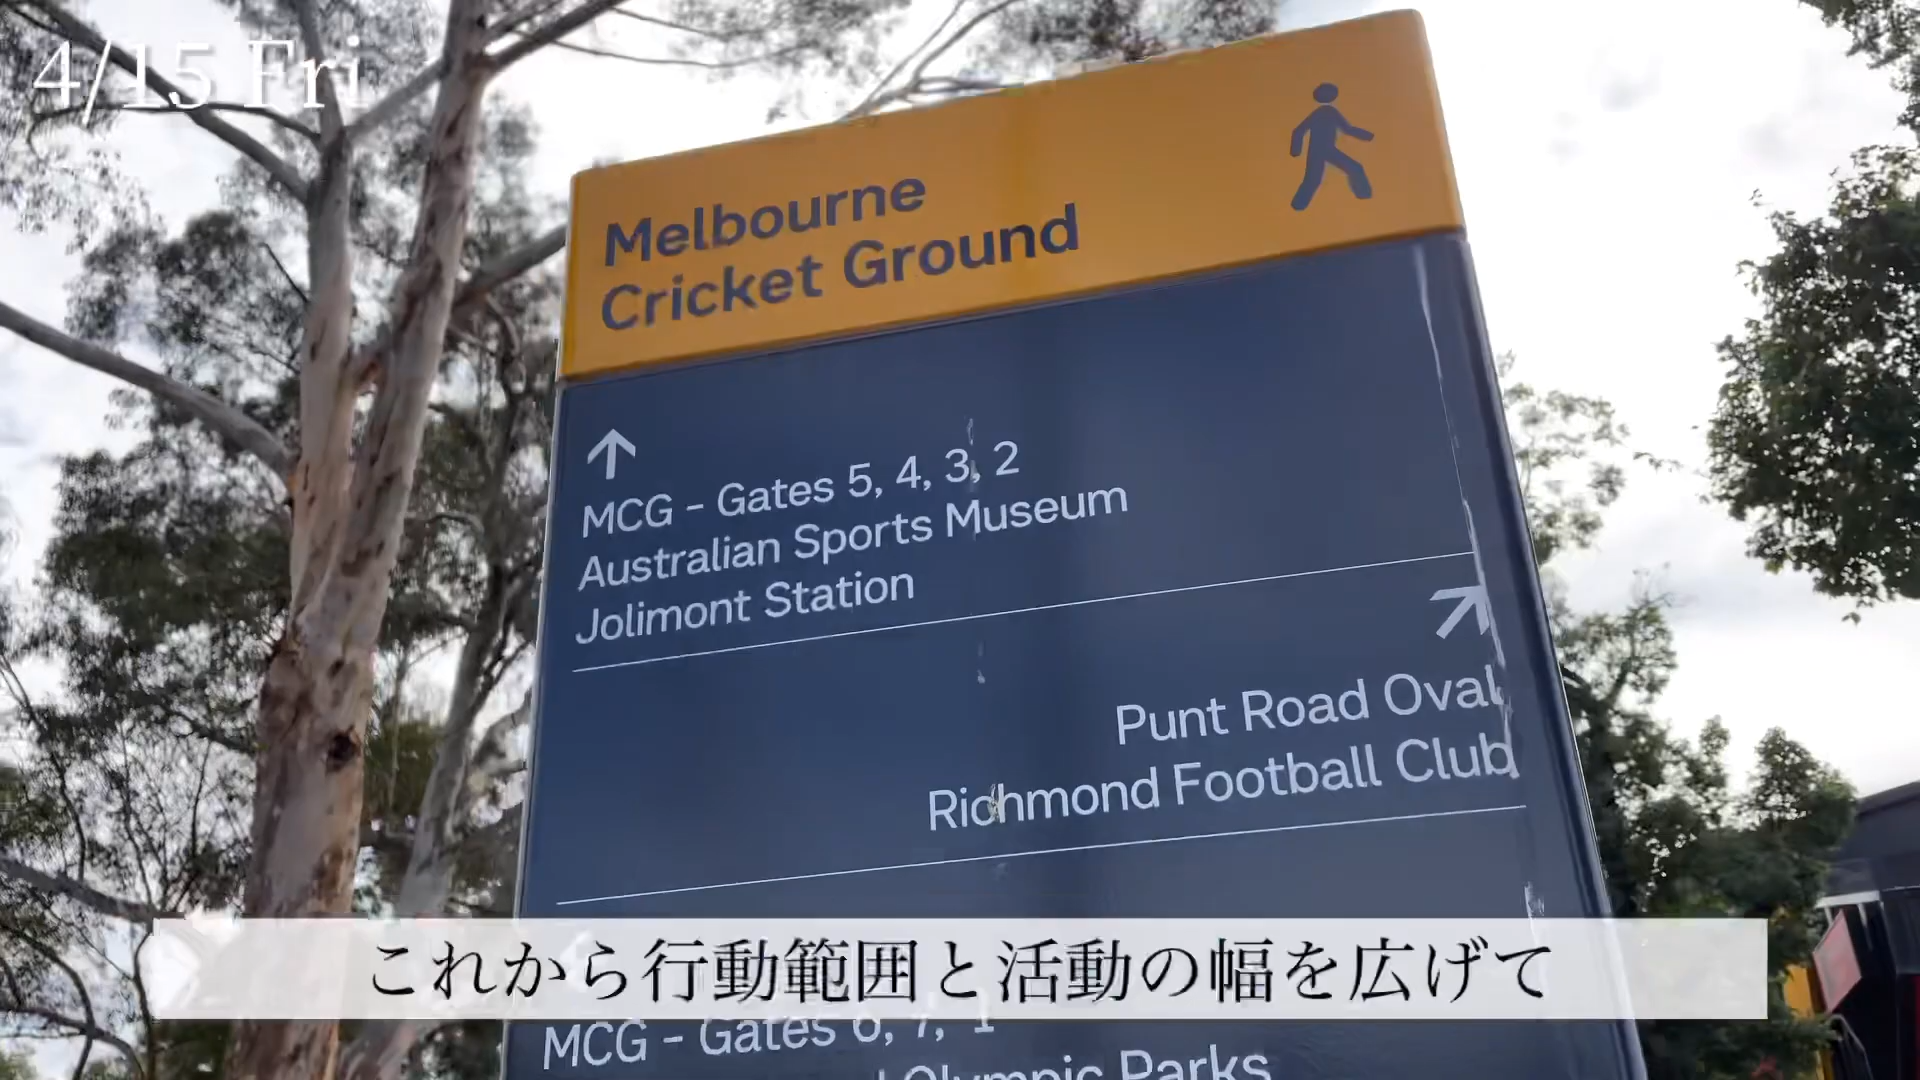 4/15 Fri
Melbourne
Cricket Ground
MCG - Gates 5, 4, 3, 2
Australian Sports Museum
Jolimont Station
Punt Road Oval
Richmond Football Club
これから行動範囲と活動の幅を広げて
MCG - Gates 6, 7, 1
Olympic Parks